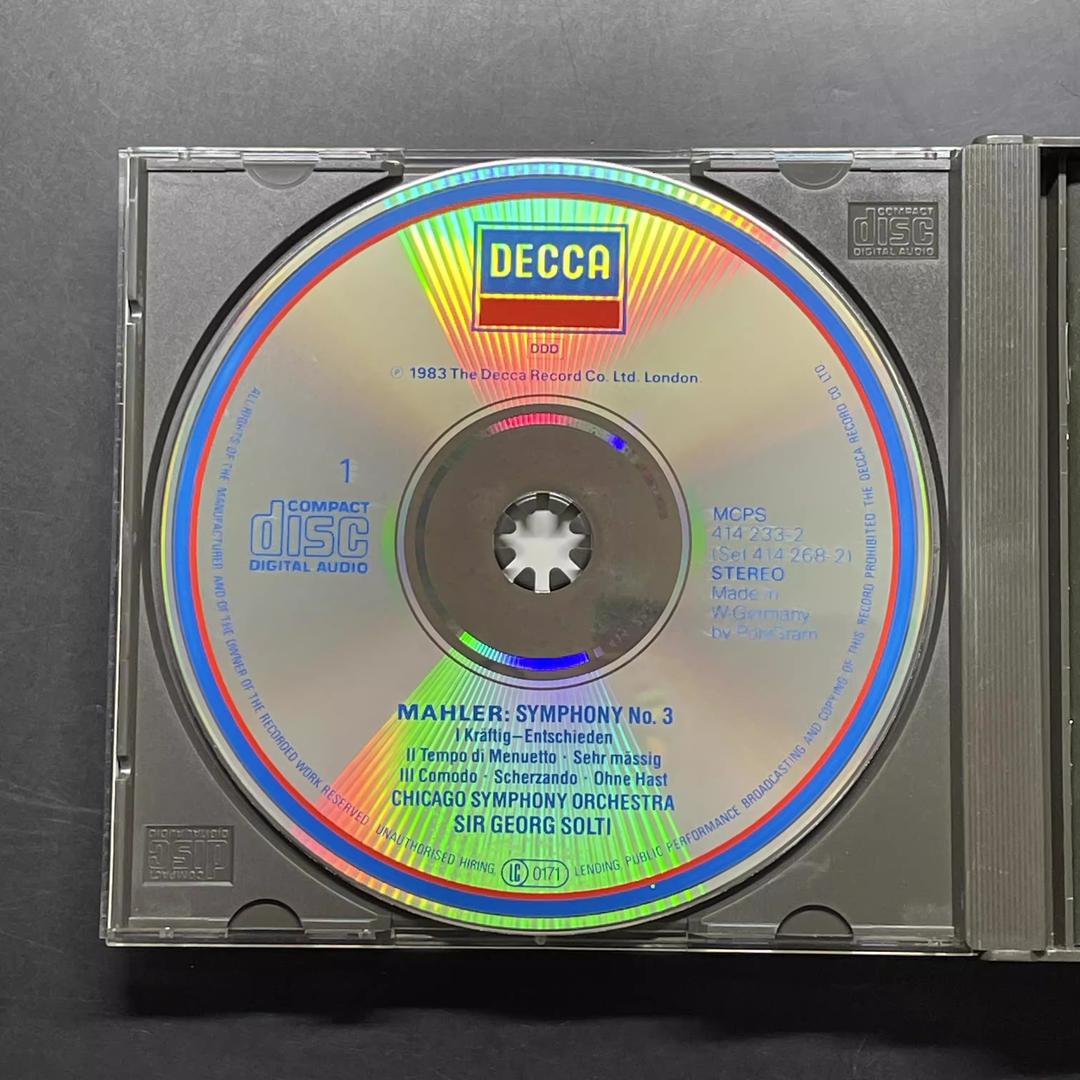 DECCA
DDD
℗ 1983 The Decca Record Co. Ltd. London.
1
COMPACT
disc
DIGITAL AUDIO
MCPS
414 233-2
(Set 414 268-2)
STEREO
Made in
W-Germany
by PolyGram
MAHLER: SYMPHONY No. 3
I Kräftig–Entschieden
II Tempo di Menuetto · Sehr mässig
III Comodo · Scherzando · Ohne Hast
CHICAGO SYMPHONY ORCHESTRA
SIR GEORG SOLTI
ALL RIGHTS OF THE MANUFACTURER AND OF THE OWNER OF THE RECORDED WORK RESERVED. UNAUTHORISED HIRING, LC 0171 LENDING PUBLIC PERFORMANCE BROADCASTING AND COPYING OF THIS RECORD PROHIBITED THE DECCA RECORD CO LTD.
COMPACT
disc
DIGITAL AUDIO
COMPACT
disc
DIGITAL AUDIO